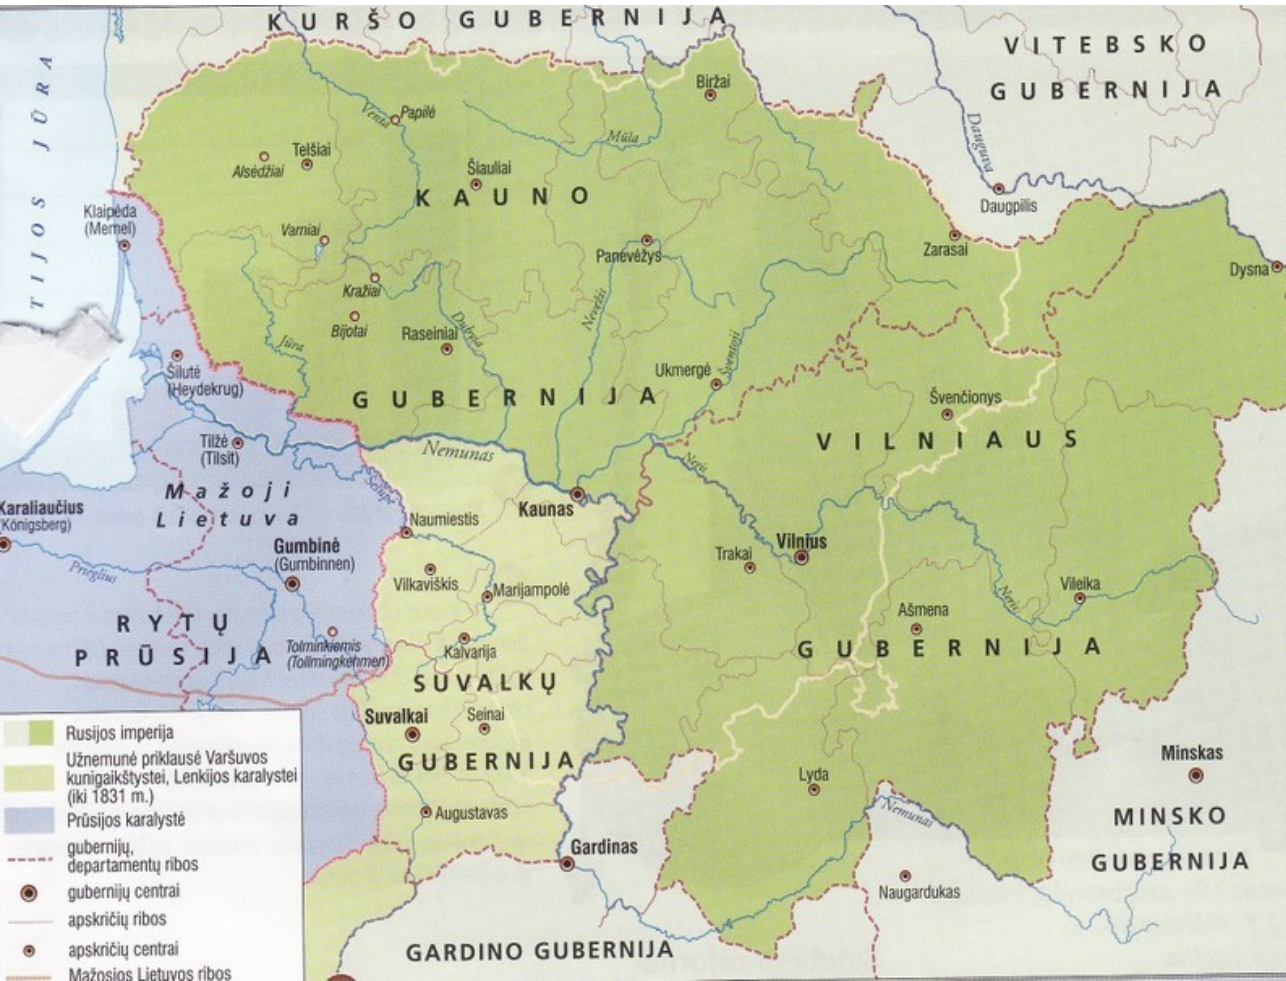 KURŠO GUBERNIJA
VITEBSKO
GUBERNIJA
TIJOS JŪRA
Biržai
Venta
Papilė
Mūša
Dauguva
Alsėdžiai
Telšiai
Šiauliai
KAUNO
Daugpilis
Klaipėda
(Memel)
Varniai
Panevėžys
Zarasai
Dysna
Kražiai
Bijotai
Raseiniai
Dubysa
Nevėžis
Šventoji
Jūra
Ukmergė
Šilutė
(Heydekrug)
GUBERNIJA
Švenčionys
VILNIAUS
Tilžė
(Tilsit)
Nemunas
Neris
Šešupė
Mažoji
Lietuva
Karaliaučius
(Königsberg)
Kaunas
Naumiestis
Gumbinė
(Gumbinnen)
Prieglius
Vilkaviškis
Marijampolė
Trakai
Vilnius
Neris
Vileika
Ašmena
RYTŲ
PRŪSIJA
Tolminkiemis
(Tollmingkehmen)
Kalvarija
GUBERNIJA
SUVALKŲ
Suvalkai
Seinai
GUBERNIJA
Lyda
Minskas
Augustavas
Nemunas
MINSKO
GUBERNIJA
Gardinas
Naugardukas
GARDINO GUBERNIJA
Rusijos imperija
Užnemunė priklausė Varšuvos
kunigaikštystei, Lenkijos karalystei
(iki 1831 m.)
Prūsijos karalystė
gubernijų,
departamentų ribos
gubernijų centrai
apskričių ribos
apskričių centrai
Mažosios Lietuvos ribos